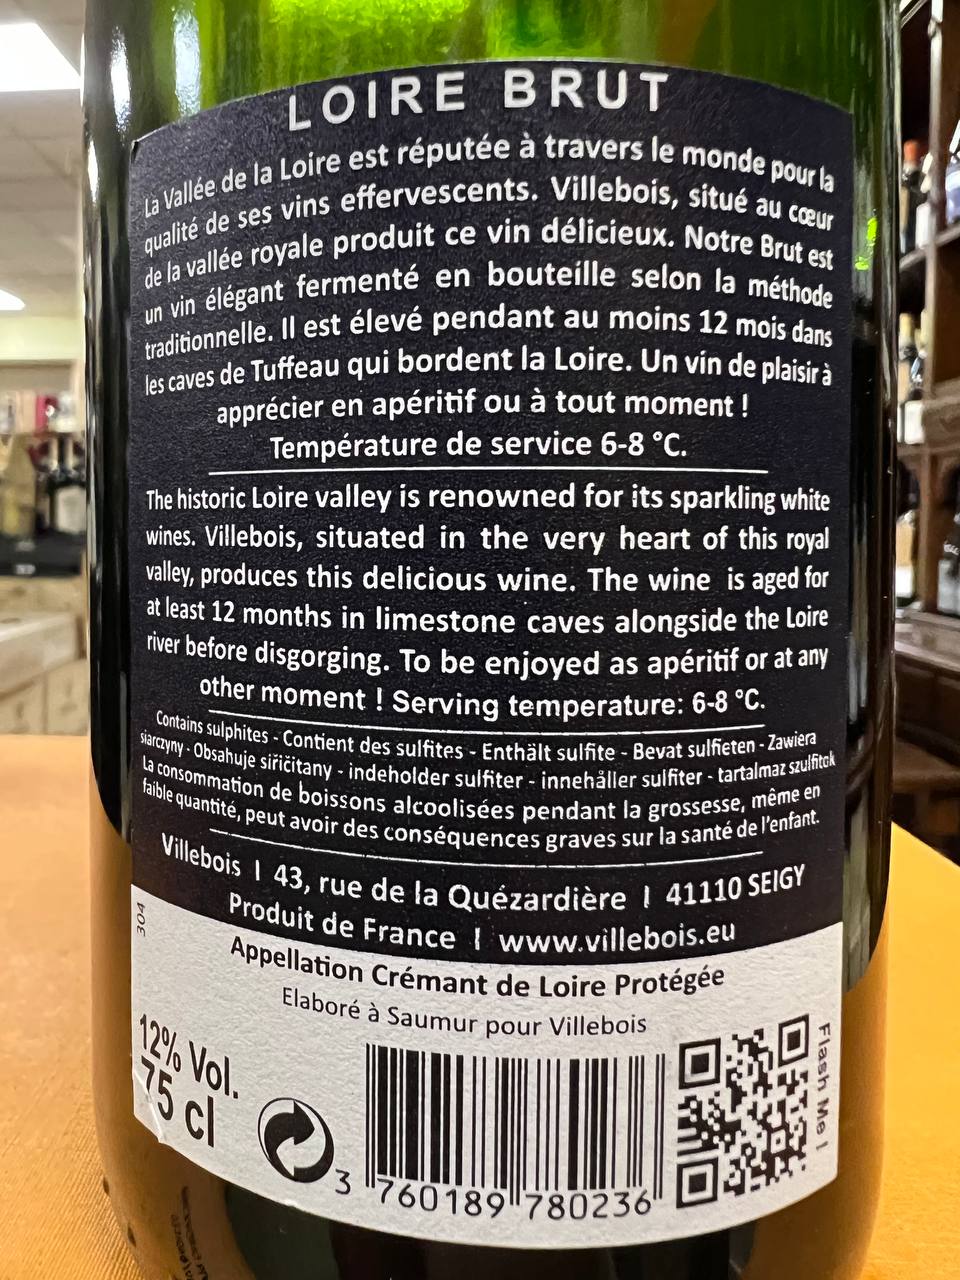 LOIRE BRUT
La Vallée de la Loire est réputée à travers le monde pour la
qualité de ses vins effervescents. Villebois, situé au cœur
de la vallée royale produit ce vin délicieux. Notre Brut est
un vin élégant fermenté en bouteille selon la méthode
traditionnelle. Il est élevé pendant au moins 12 mois dans
les caves de Tuffeau qui bordent la Loire. Un vin de plaisir à
apprécier en apéritif ou à tout moment !
Température de service 6-8 °C.
The historic Loire valley is renowned for its sparkling white
wines. Villebois, situated in the very heart of this royal
valley, produces this delicious wine. The wine is aged for
at least 12 months in limestone caves alongside the Loire
river before disgorging. To be enjoyed as apéritif or at any
other moment ! Serving temperature: 6-8 °C.
Contains sulphites - Contient des sulfites - Enthält sulfite - Bevat sulfieten - Zawiera
siarczyny - Obsahuje siřičitany - indeholder sulfiter - innehåller sulfiter - tartalmaz szulfitok
La consommation de boissons alcoolisées pendant la grossesse, même en
faible quantité, peut avoir des conséquences graves sur la santé de l'enfant.
Villebois I 43, rue de la Quézardière I 41110 SEIGY
Produit de France I www.villebois.eu
304
Appellation Crémant de Loire Protégée
Elaboré à Saumur pour Villebois
12% Vol.
75 cl
3 760189 780236
Flash Me !